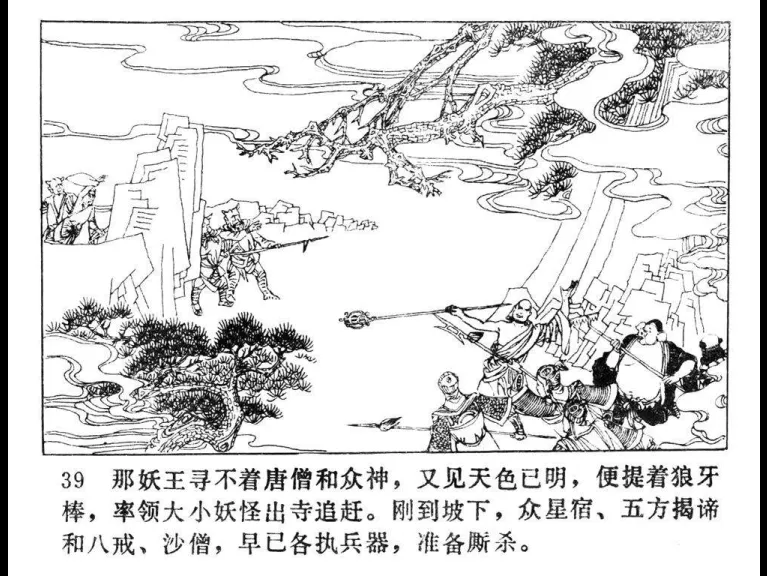 39 那妖王寻不着唐僧和众神，又见天色已明，便提着狼牙
棒，率领大小妖怪出寺追赶。刚到坡下，众星宿、五方揭谛
和八戒、沙僧，早已各执兵器，准备厮杀。